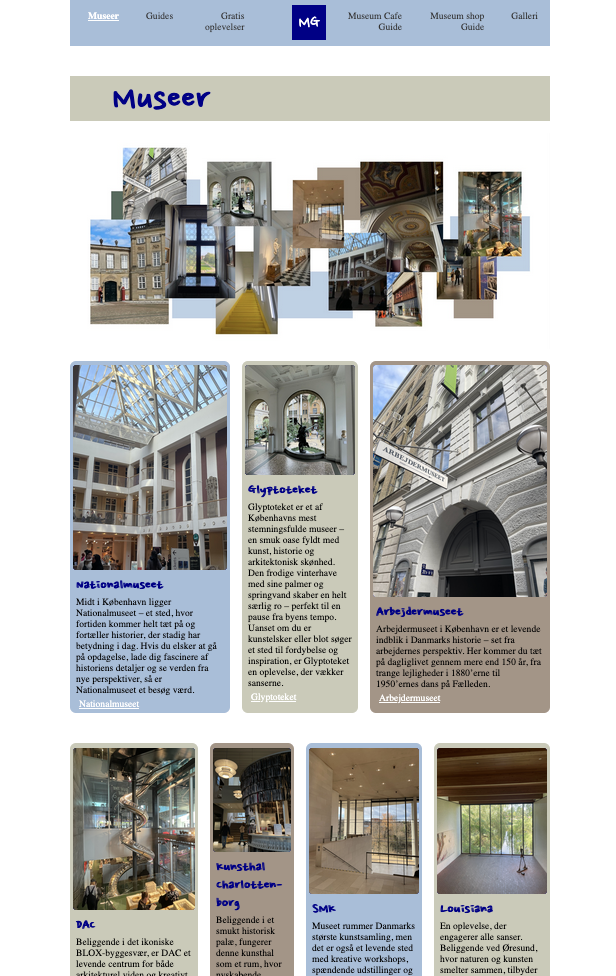 Museer
Guides
Gratis
oplevelser
MG
Museum Cafe
Guide
Museum shop
Guide
Galleri
Museer
ARBEJDERMUSEET
Nationalmuseet
Midt i København ligger
Nationalmuseet – et sted, hvor
fortiden kommer helt tæt på og
fortæller historier, der stadig har
betydning i dag. Hvis du elsker at gå
på opdagelse, lade dig fascinere af
historiens detaljer og se verden fra
nye perspektiver, så er
Nationalmuseet et besøg værd.
Nationalmuseet
Glyptoteket
Glyptoteket er et af
Københavns mest
stemningsfulde museer –
en smuk oase fyldt med
kunst, historie og
arkitektonisk skønhed.
Den frodige vinterhave
med sine palmer og
springvand skaber en helt
særlig ro – perfekt til en
pause fra byens tempo.
Uanset om du er
kunstelsker eller blot søger
et sted til fordybelse og
inspiration, er Glyptoteket
en oplevelse, der vækker
sanserne.
Glyptoteket
Arbejdermuseet
Arbejdermuseet i København er et levende
indblik i Danmarks historie – set fra
arbejdernes perspektiv. Her kommer du tæt
på dagliglivet gennem mere end 150 år, fra
trange lejligheder i 1880’erne til
1950’ernes dans på Fælleden.
Arbejdermuseet
DAC
Beliggende i det ikoniske
BLOX-byggesvær, er DAC et
levende centrum for både
arkitekturel viden og kreativt
Kunsthal
Charlotten-
borg
Beliggende i et
smukt historisk
palæ, fungerer
denne kunsthal
som et rum, hvor
nyskabende
SMK
Museet rummer Danmarks
største kunstsamling, men
det er også et levende sted
med kreative workshops,
spændende udstillinger og
Louisiana
En oplevelse, der
engagerer alle sanser.
Beliggende ved Øresund,
hvor naturen og kunsten
smelter sammen, tilbyder